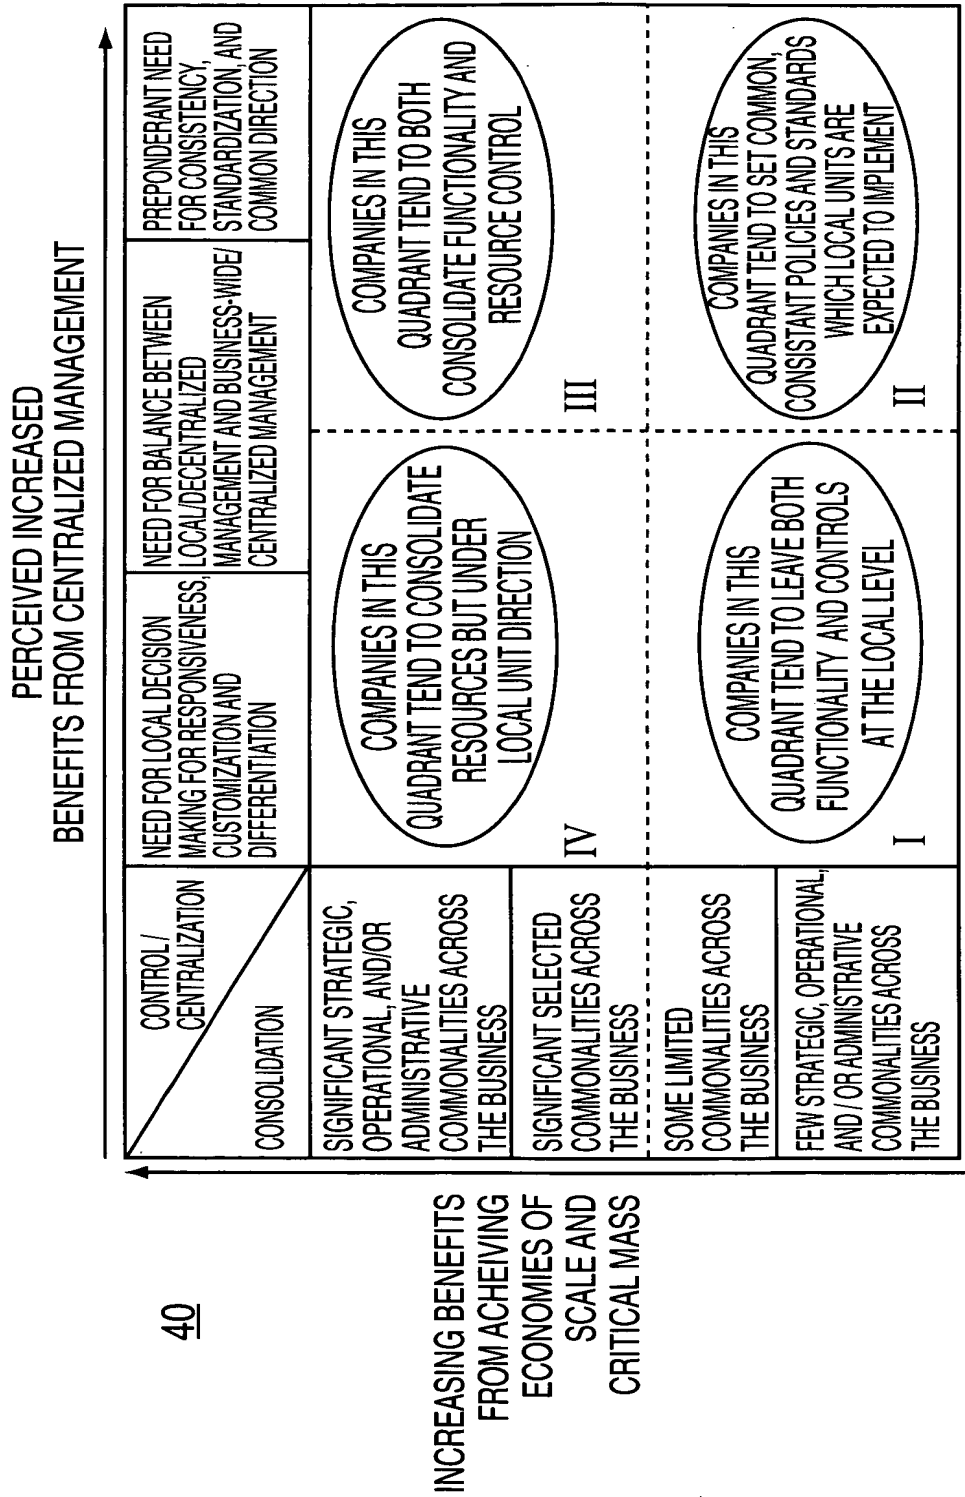 PERCEIVED INCREASED
BENEFITS FROM CENTRALIZED MANAGEMENT
40
INCREASING BENEFITS
FROM ACHEIVING
ECONOMIES OF
SCALE AND
CRITICAL MASS
CONTROL/
CENTRALIZATION
CONSOLIDATION
NEED FOR LOCAL DECISION
MAKING FOR RESPONSIVENESS,
CUSTOMIZATION AND
DIFFERENTIATION
NEED FOR BALANCE BETWEEN
LOCAL/DECENTRALIZED
MANAGEMENT AND BUSINESS-WIDE/
CENTRALIZED MANAGEMENT
PREPONDERANT NEED
FOR CONSISTENCY,
STANDARDIZATION, AND
COMMON DIRECTION
SIGNIFICANT STRATEGIC,
OPERATIONAL, AND/OR
ADMINISTRATIVE
COMMONALITIES ACROSS
THE BUSINESS
SIGNIFICANT SELECTED
COMMONALITIES ACROSS
THE BUSINESS
SOME LIMITED
COMMONALITIES ACROSS
THE BUSINESS
FEW STRATEGIC, OPERATIONAL,
AND / OR ADMINISTRATIVE
COMMONALITIES ACROSS
THE BUSINESS
COMPANIES IN THIS
QUADRANT TEND TO CONSOLIDATE
RESOURCES BUT UNDER
LOCAL UNIT DIRECTION
IV
COMPANIES IN THIS
QUADRANT TEND TO BOTH
CONSOLIDATE FUNCTIONALITY AND
RESOURCE CONTROL
III
COMPANIES IN THIS
QUADRANT TEND TO LEAVE BOTH
FUNCTIONALITY AND CONTROLS
AT THE LOCAL LEVEL
I
COMPANIES IN THIS
QUADRANT TEND TO SET COMMON,
CONSISTANT POLICIES AND STANDARDS
WHICH LOCAL UNITS ARE
EXPECTED TO IMPLEMENT
II